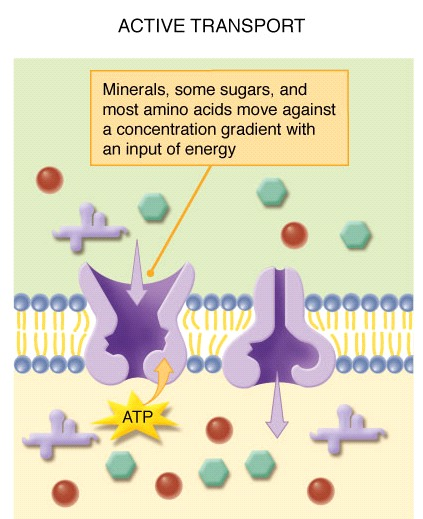 ACTIVE TRANSPORT
Minerals, some sugars, and
most amino acids move against
a concentration gradient with
an input of energy
ATP